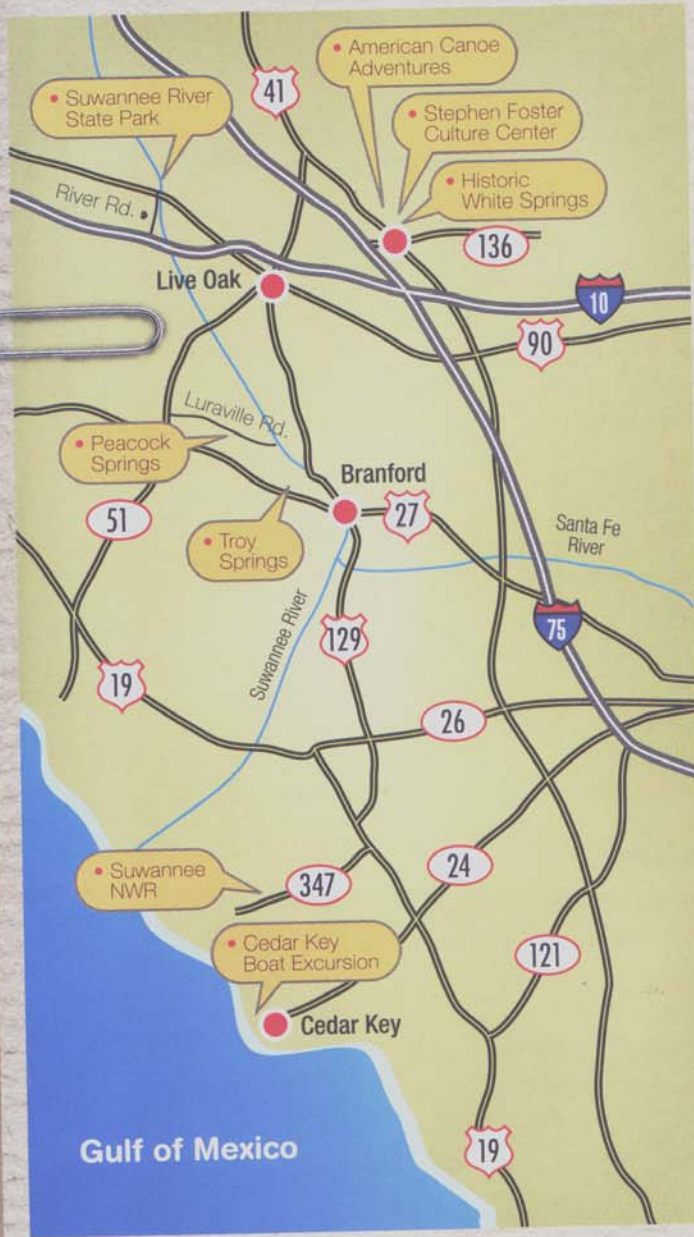 • American Canoe
Adventures
41
• Suwannee River
State Park
• Stephen Foster
Culture Center
• Historic
White Springs
River Rd.
136
Live Oak
10
90
Luraville Rd.
• Peacock
Springs
Branford
51
27
• Troy
Springs
Santa Fe
River
Suwannee River
129
75
19
26
• Suwannee
NWR
347
24
• Cedar Key
Boat Excursion
121
Cedar Key
Gulf of Mexico
19